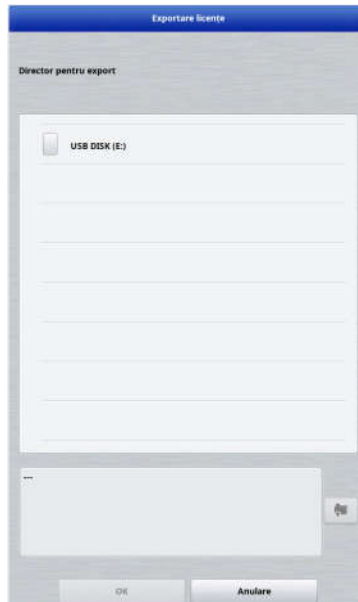 Exportare licențe
Director pentru export
USB DISK (E:)
---
OK
Anulare